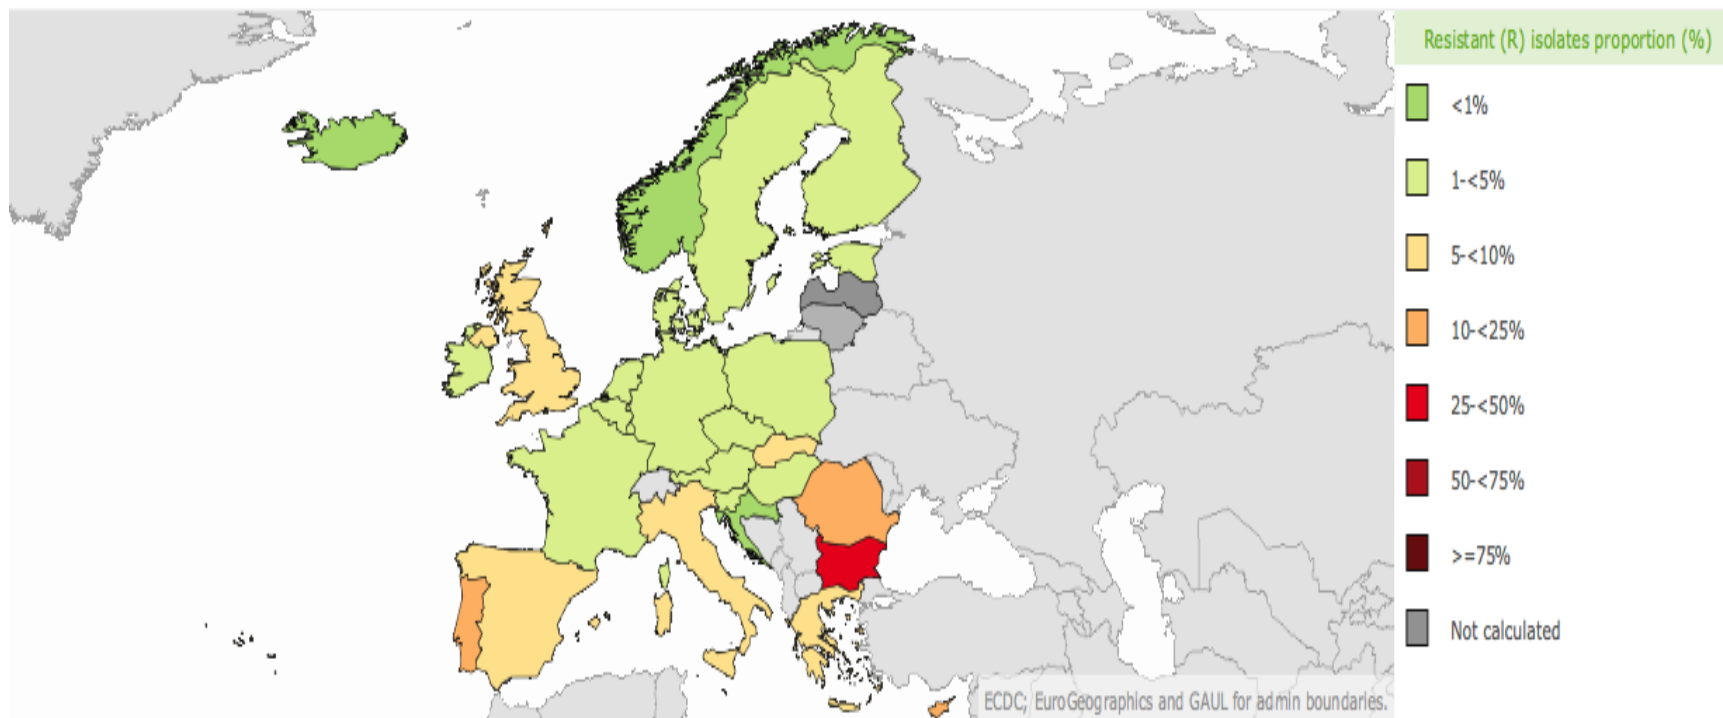 Resistant (R) isolates proportion (%)
<1%
1-<5%
5-<10%
10-<25%
25-<50%
50-<75%
>=75%
Not calculated
ECDC; EuroGeographics and GAUL for admin boundaries.